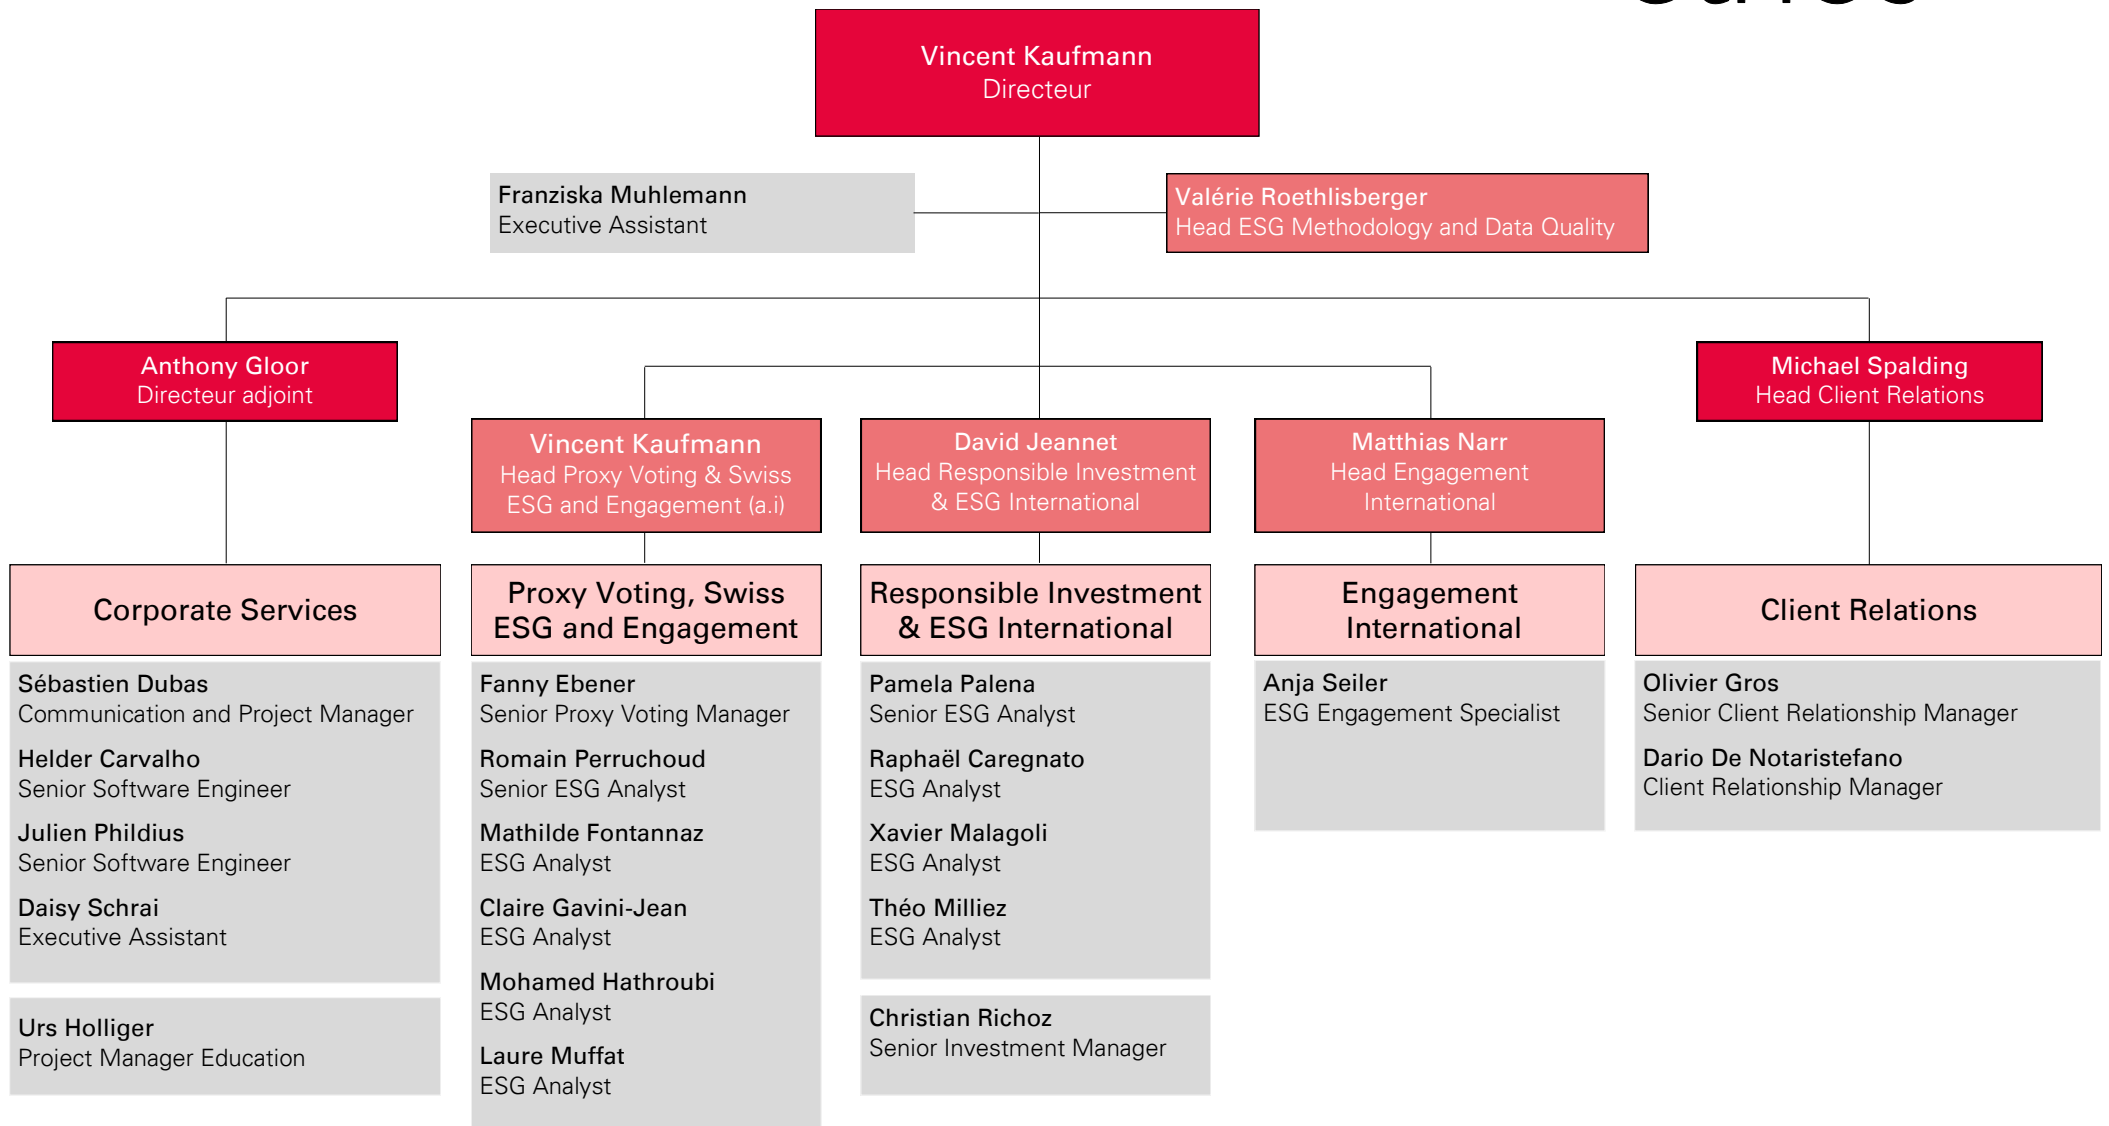 Vincent Kaufmann
Directeur
Franziska Muhlemann
Executive Assistant
Valérie Roethlisberger
Head ESG Methodology and Data Quality
Anthony Gloor
Directeur adjoint
Michael Spalding
Head Client Relations
Vincent Kaufmann
Head Proxy Voting & Swiss
ESG and Engagement (a.i)
David Jeannet
Head Responsible Investment
& ESG International
Matthias Narr
Head Engagement
International
Corporate Services
Sébastien Dubas
Communication and Project Manager
Helder Carvalho
Senior Software Engineer
Julien Phildius
Senior Software Engineer
Daisy Schrai
Executive Assistant
Urs Holliger
Project Manager Education
Proxy Voting, Swiss
ESG and Engagement
Fanny Ebener
Senior Proxy Voting Manager
Romain Perruchoud
Senior ESG Analyst
Mathilde Fontannaz
ESG Analyst
Claire Gavini-Jean
ESG Analyst
Mohamed Hathroubi
ESG Analyst
Laure Muffat
ESG Analyst
Responsible Investment
& ESG International
Pamela Palena
Senior ESG Analyst
Raphaël Caregnato
ESG Analyst
Xavier Malagoli
ESG Analyst
Théo Milliez
ESG Analyst
Christian Richoz
Senior Investment Manager
Engagement
International
Anja Seiler
ESG Engagement Specialist
Client Relations
Olivier Gros
Senior Client Relationship Manager
Dario De Notaristefano
Client Relationship Manager